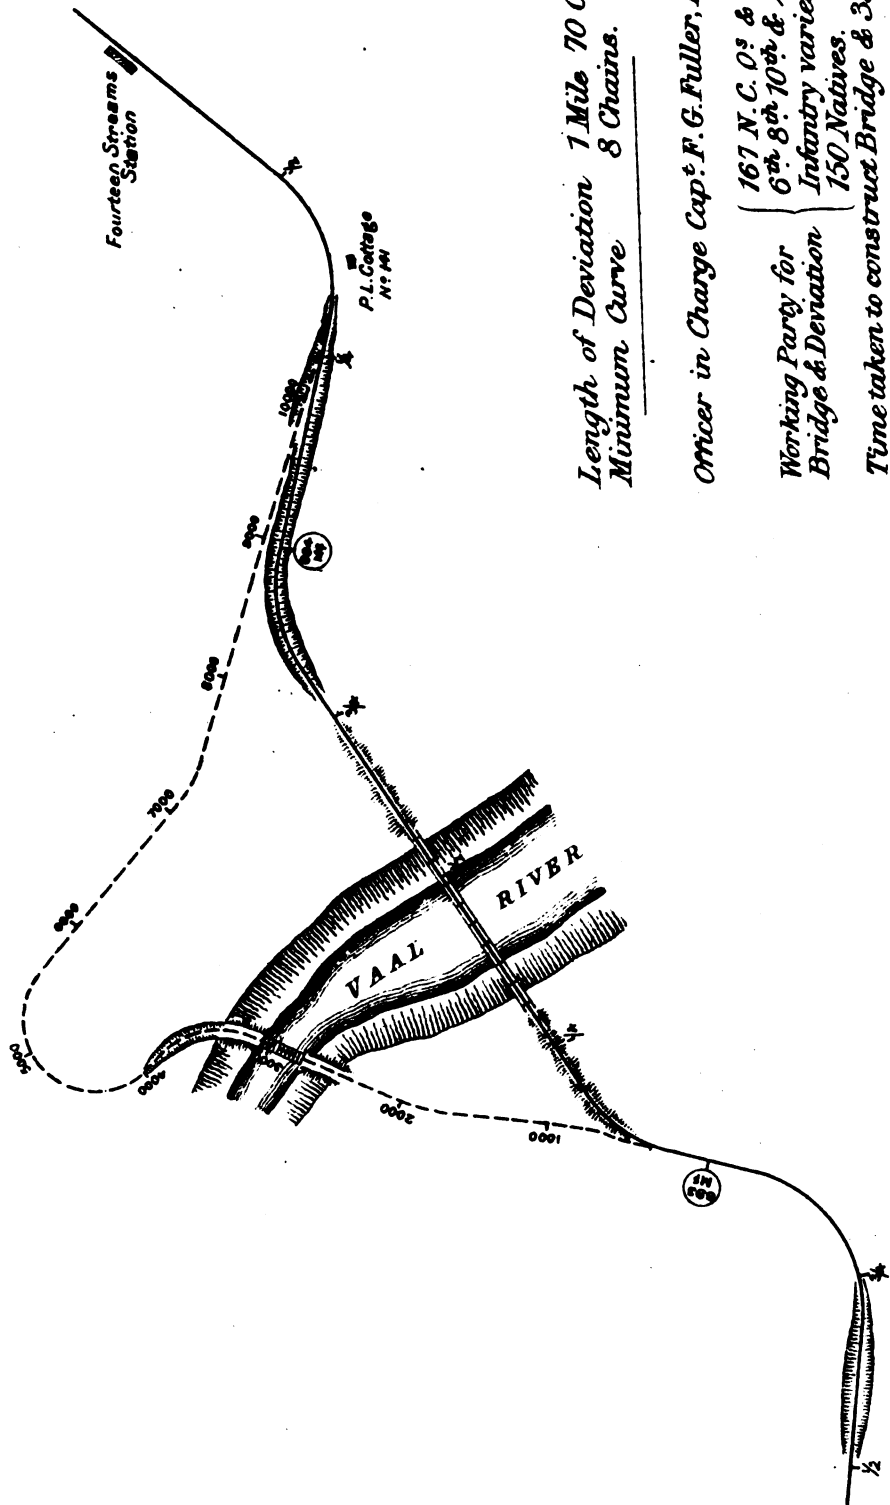 Fourteen Streams
Station
P.L. Cottage
Nº 141
10000
9000
8000
7000
6000
5000
4000
3000
2000
1000
VAAL
RIVER
683
MS
1/2
Length of Deviation 1 Mile 70 C
Minimum Curve 8 Chains.
Officer in Charge Capt. F. G. Fuller,
Working Party for
Bridge & Deviation
167 N. C. O.s &
6th 8th 10th &
Infantry varie
150 Natives.
Time taken to construct Bridge & 3